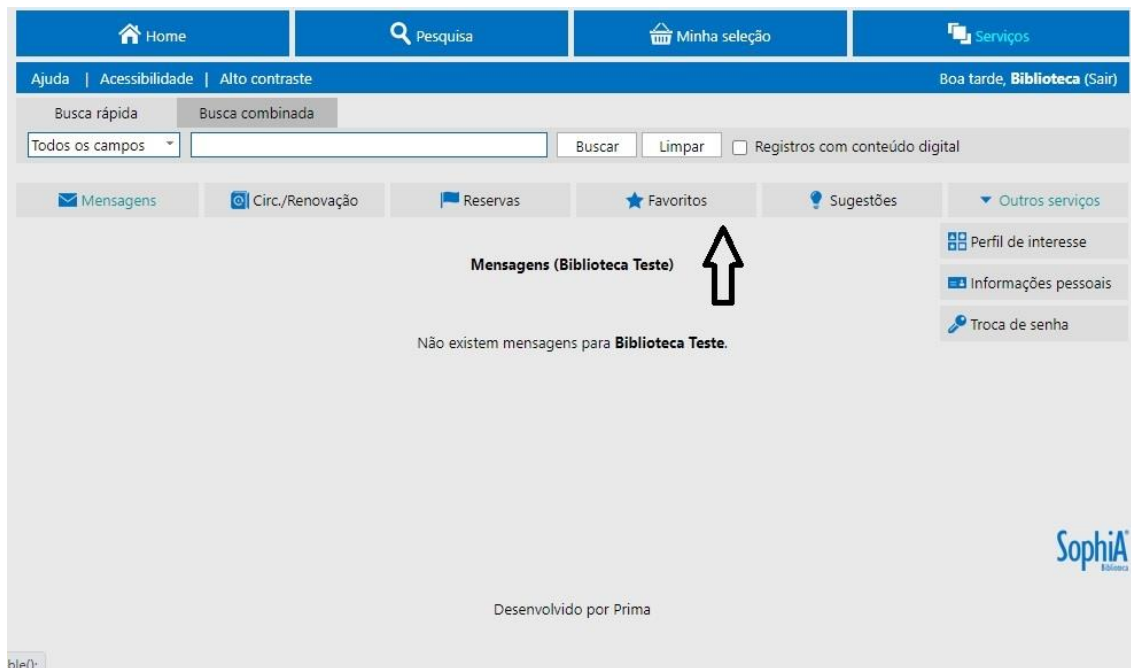 Home Pesquisa Minha seleção Serviços
Ajuda | Acessibilidade | Alto contraste Boa tarde, Biblioteca (Sair)
Busca rápida Busca combinada
Todos os campos Buscar Limpar Registros com conteúdo digital
Mensagens Circ./Renovação Reservas Favoritos Sugestões Outros serviços
Perfil de interesse
Mensagens (Biblioteca Teste)
Informações pessoais
Troca de senha
Não existem mensagens para Biblioteca Teste.
SophiA
Biblioteca
Desenvolvido por Prima
ble();